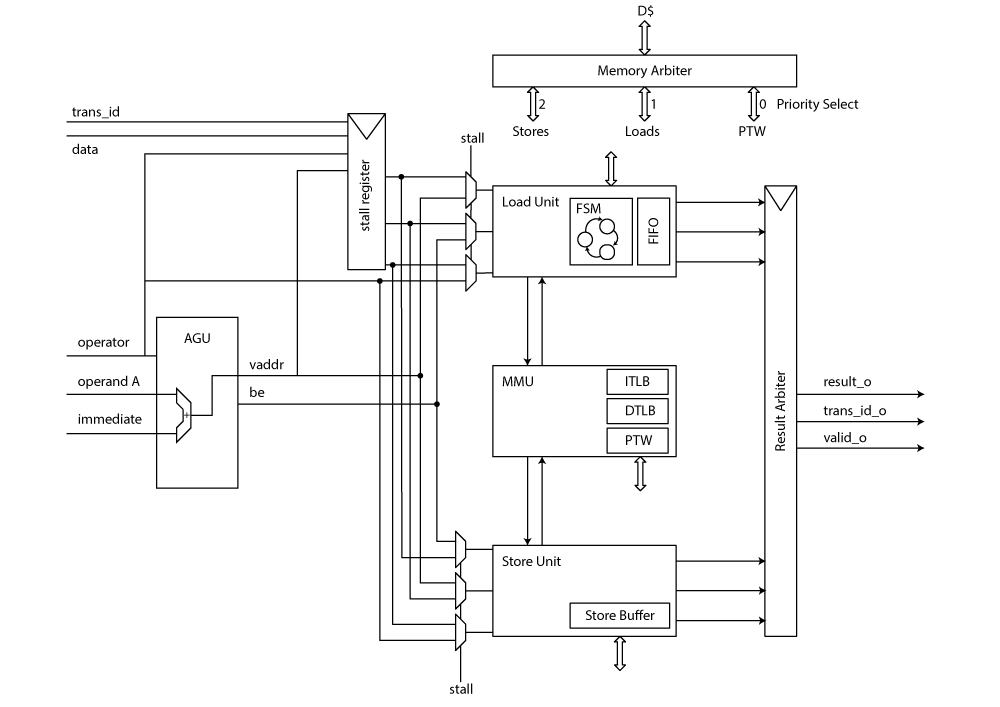 D$
Memory Arbiter
2
1
0 Priority Select
Stores
Loads
PTW
trans_id
data
stall register
stall
Load Unit
FSM
FIFO
operator
AGU
operand A
immediate
+
vaddr
be
MMU
ITLB
DTLB
PTW
Result Arbiter
result_o
trans_id_o
valid_o
Store Unit
Store Buffer
stall